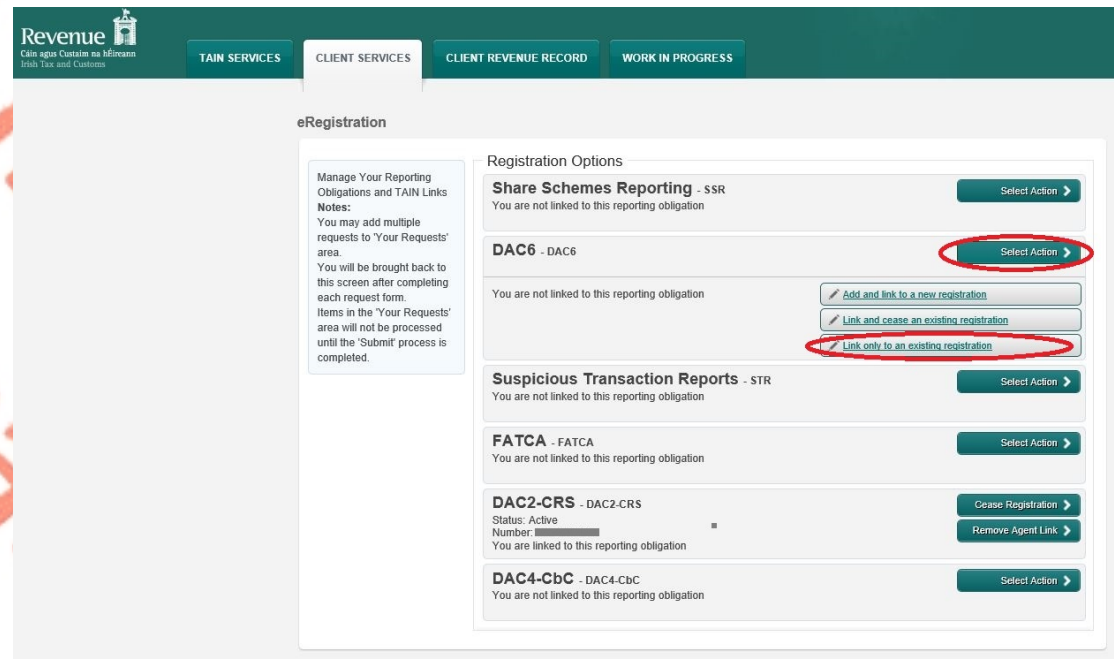 Revenue
Cáin agus Custaim na hÉireann
Irish Tax and Customs
TAIN SERVICES
CLIENT SERVICES
CLIENT REVENUE RECORD
WORK IN PROGRESS
eRegistration
Manage Your Reporting
Obligations and TAIN Links
Notes:
You may add multiple
requests to 'Your Requests'
area.
You will be brought back to
this screen after completing
each request form.
Items in the 'Your Requests'
area will not be processed
until the 'Submit' process is
completed.
Registration Options
Share Schemes Reporting - SSR
You are not linked to this reporting obligation
Select Action
DAC6 - DAC6
Select Action
You are not linked to this reporting obligation
Add and link to a new registration
Link and cease an existing registration
Link only to an existing registration
Suspicious Transaction Reports - STR
You are not linked to this reporting obligation
Select Action
FATCA - FATCA
You are not linked to this reporting obligation
Select Action
DAC2-CRS - DAC2-CRS
Status: Active
Number:
You are linked to this reporting obligation
Cease Registration
Remove Agent Link
DAC4-CbC - DAC4-CbC
You are not linked to this reporting obligation
Select Action